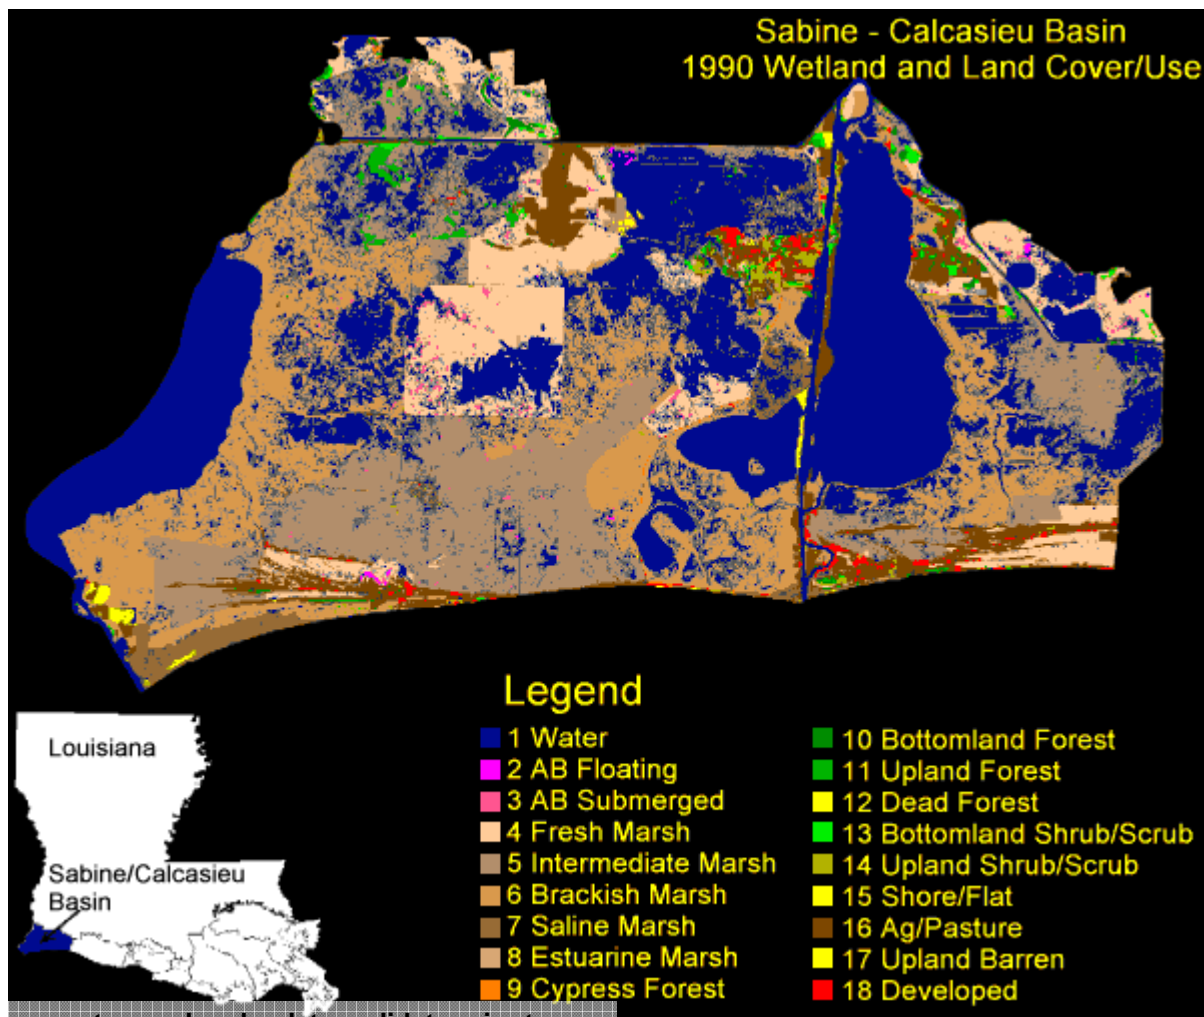 Sabine - Calcasieu Basin
1990 Wetland and Land Cover/Use
Legend
1 Water
2 AB Floating
3 AB Submerged
4 Fresh Marsh
5 Intermediate Marsh
6 Brackish Marsh
7 Saline Marsh
8 Estuarine Marsh
9 Cypress Forest
10 Bottomland Forest
11 Upland Forest
12 Dead Forest
13 Bottomland Shrub/Scrub
14 Upland Shrub/Scrub
15 Shore/Flat
16 Ag/Pasture
17 Upland Barren
18 Developed
Louisiana
Sabine/Calcasieu
Basin